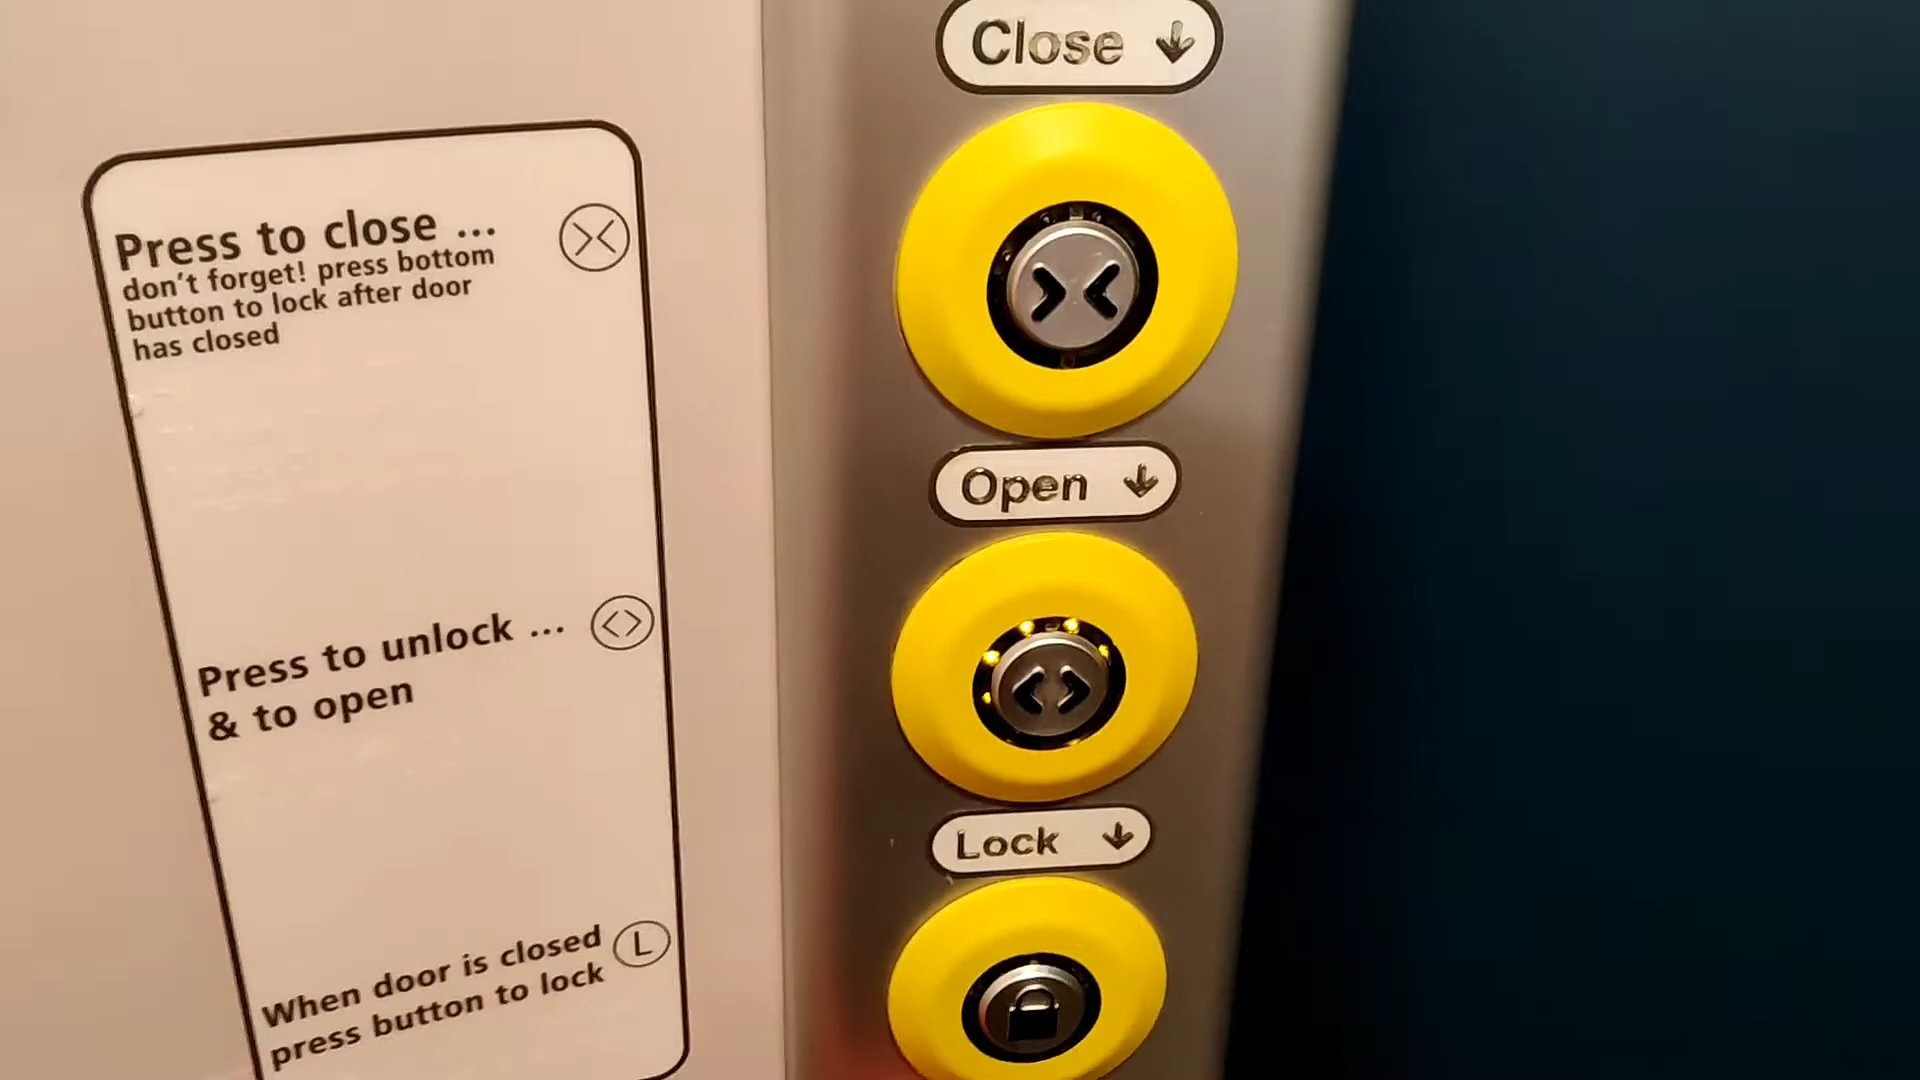 Press to close ...
don't forget! press bottom
button to lock after door
has closed
Press to unlock ...
& to open
When door is closed
press button to lock
L
Close ↓
Open ↓
Lock ↓